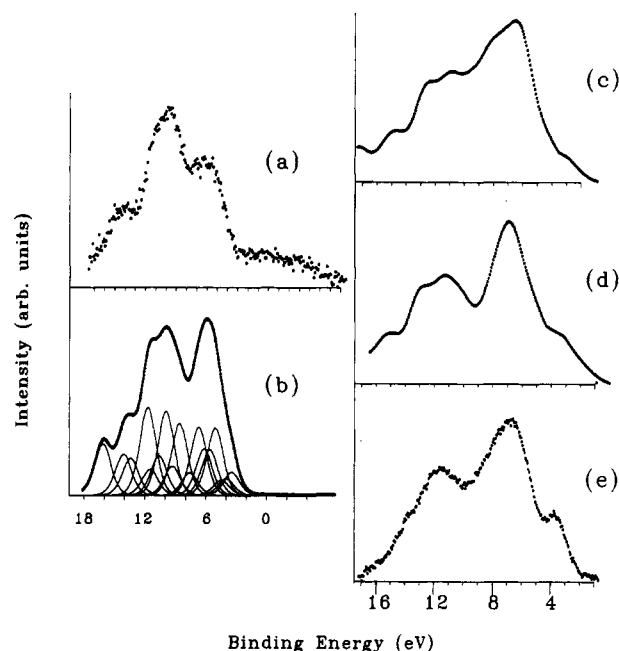 (a)
(b)
18 12 6 0
(c)
(d)
(e)
16 12 8 4
Intensity (arb. units)
Binding Energy (eV)